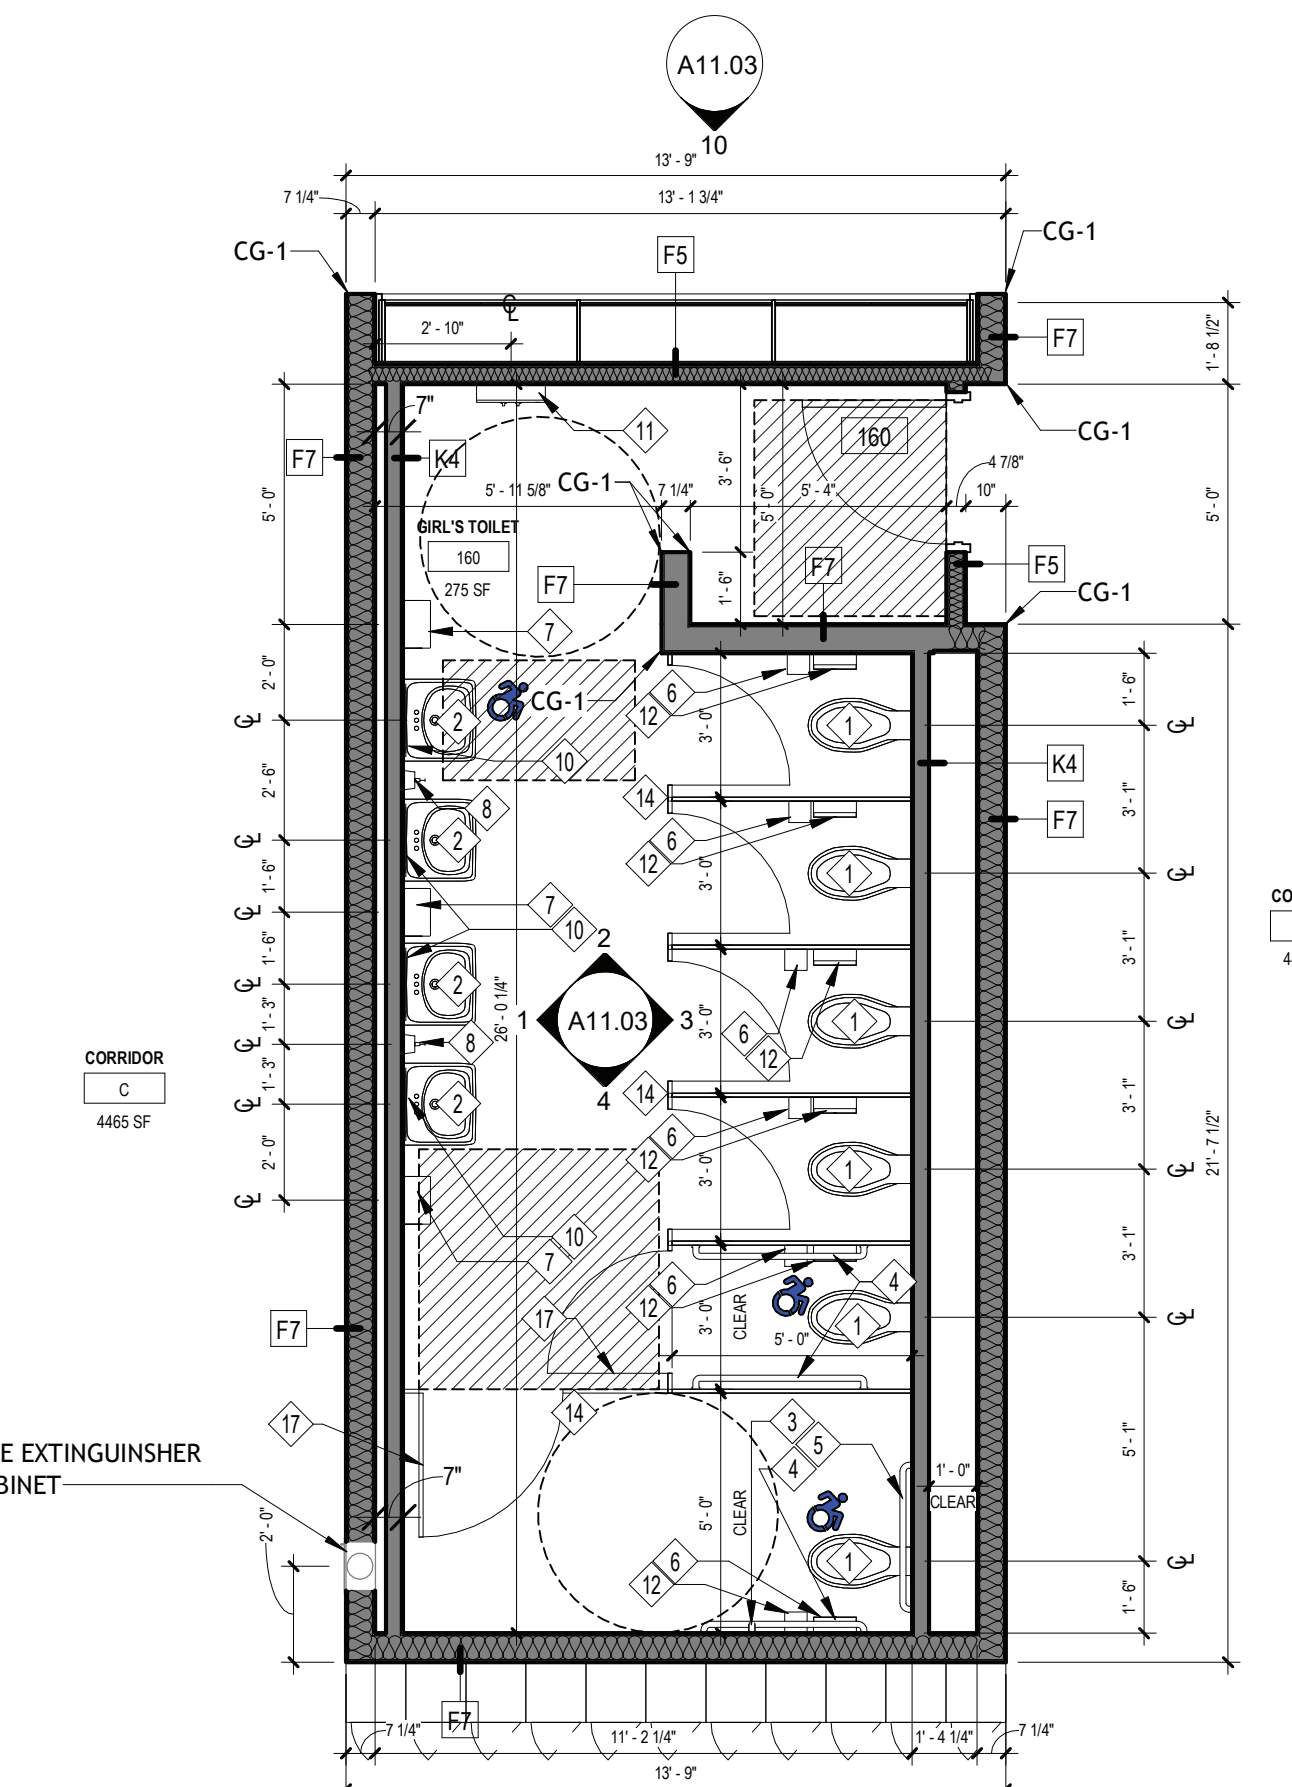 A11.03
10
13' - 9"
7 1/4"
13' - 1 3/4"
CG-1
CG-1
F5
℄
2' - 10"
F7
1' - 8 1/2"
7"
11
160
CG-1
F7
K4
3' - 6"
4 7/8"
5' - 0"
5' - 11 5/8"
CG-1
7 1/4"
5' - 0"
5' - 4"
10"
5' - 0"
GIRL'S TOILET
160
275 SF
F7
F7
F5
1' - 6"
CG-1
7
2' - 0"
CG-1
6
12
3' - 0"
1
1' - 6"
℄
2
℄
10
K4
2' - 6"
14
8
3' - 1"
F7
℄
2
6
12
3' - 0"
1
℄
1' - 6"
7
10
℄
CO
4
1' - 6"
2
3' - 1"
℄
2
26' - 0 1/4"
1
A11.03
3
3' - 0"
1
℄
1' - 3"
8
6
12
℄
4
CORRIDOR
C
4465 SF
1' - 3"
2
14
3' - 1"
℄
6
12
3' - 0"
1
℄
21' - 7 1/2"
2' - 0"
℄
10
7
3' - 1"
6
12
4
F7
17
3' - 0"
CLEAR
5' - 0"
1
℄
17
14
3
5
4
5' - 1"
E EXTINGUINSHER
BINET
7"
1' - 0"
CLEAR
2' - 0"
5' - 0"
CLEAR
6
12
1
℄
1' - 6"
F7
7 1/4"
11' - 2 1/4"
1' - 4 1/4"
7 1/4"
13' - 9"